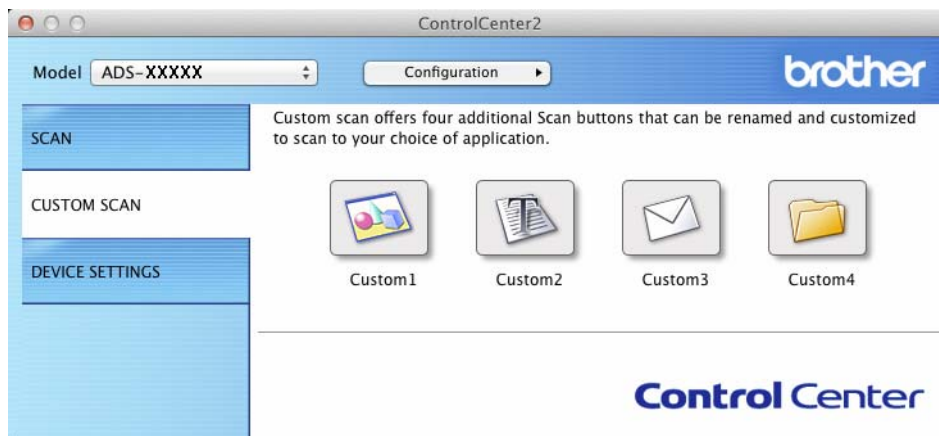 ControlCenter2
Model ADS-XXXXX Configuration
brother
SCAN
CUSTOM SCAN
DEVICE SETTINGS
Custom scan offers four additional Scan buttons that can be renamed and customized
to scan to your choice of application.
Custom1 Custom2 Custom3 Custom4
Control Center